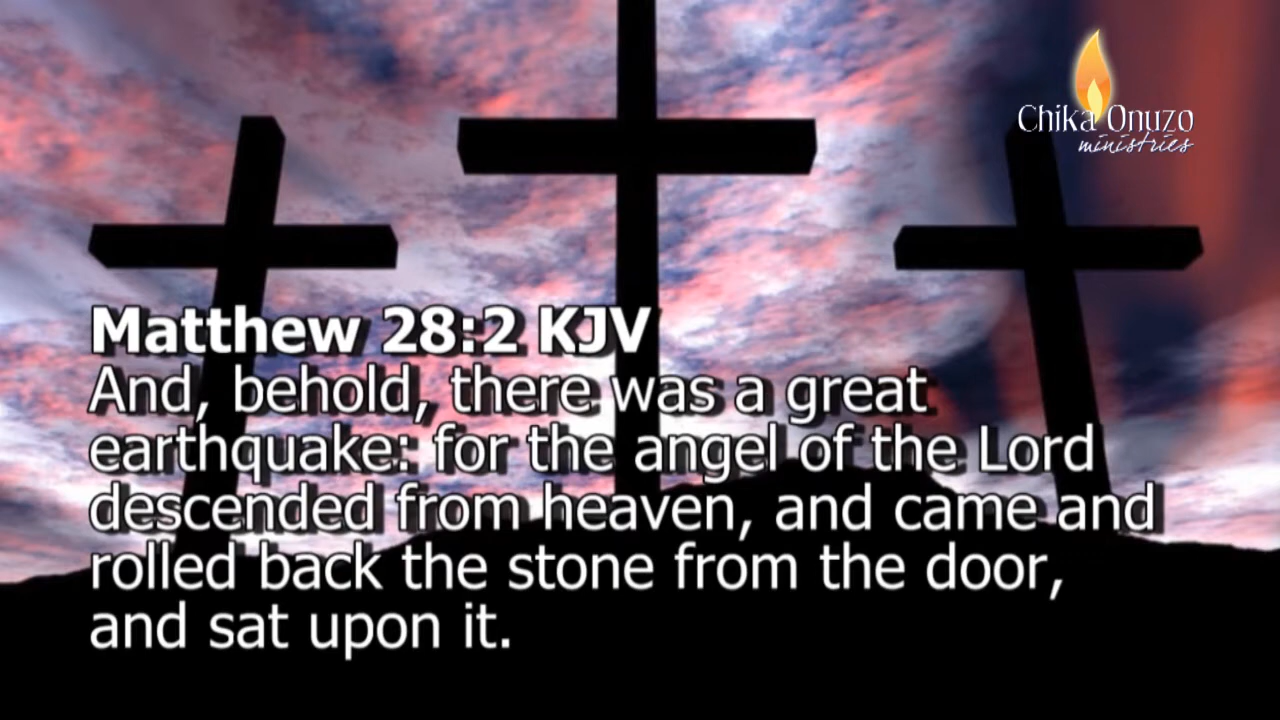 Chika Onuzo
ministries
Matthew 28:2 KJV
And, behold, there was a great
earthquake: for the angel of the Lord
descended from heaven, and came and
rolled back the stone from the door,
and sat upon it.